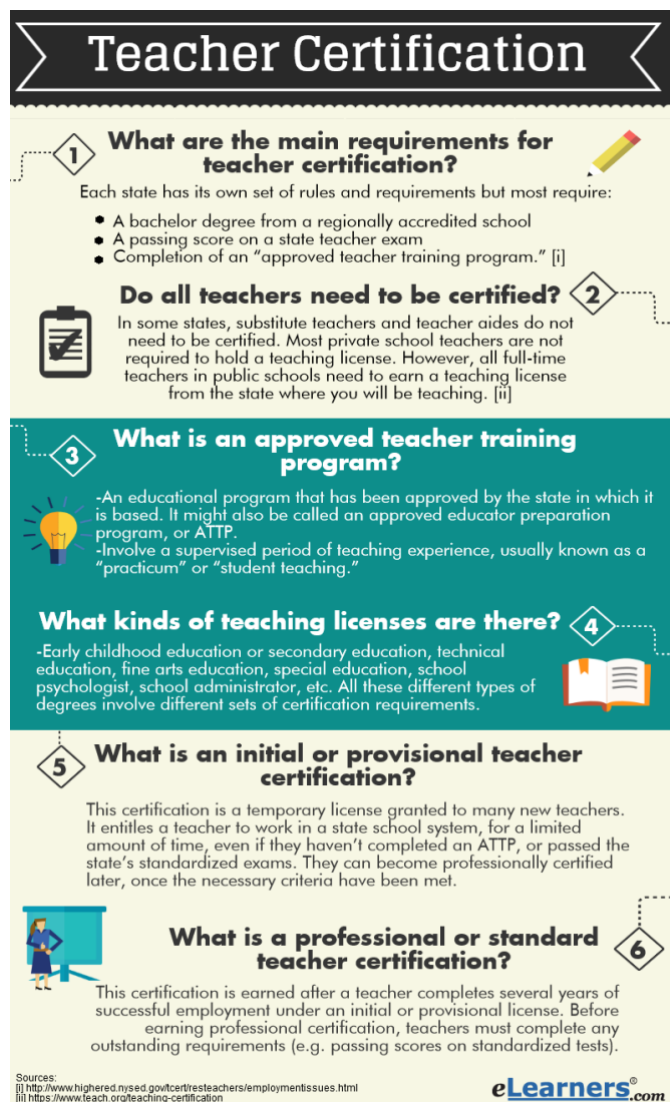 Teacher Certification
1
What are the main requirements for
teacher certification?
Each state has its own set of rules and requirements but most require:
A bachelor degree from a regionally accredited school
A passing score on a state teacher exam
Completion of an “approved teacher training program.” [i]
Do all teachers need to be certified?
2
In some states, substitute teachers and teacher aides do not
need to be certified. Most private school teachers are not
required to hold a teaching license. However, all full-time
teachers in public schools need to earn a teaching license
from the state where you will be teaching. [ii]
3
What is an approved teacher training
program?
-An educational program that has been approved by the state in which it
is based. It might also be called an approved educator preparation
program, or ATTP.
-Involve a supervised period of teaching experience, usually known as a
“practicum” or “student teaching.”
What kinds of teaching licenses are there?
4
-Early childhood education or secondary education, technical
education, fine arts education, special education, school
psychologist, school administrator, etc. All these different types of
degrees involve different sets of certification requirements.
5
What is an initial or provisional teacher
certification?
This certification is a temporary license granted to many new teachers.
It entitles a teacher to work in a state school system, for a limited
amount of time, even if they haven’t completed an ATTP, or passed the
state’s standardized exams. They can become professionally certified
later, once the necessary criteria have been met.
What is a professional or standard
teacher certification?
6
This certification is earned after a teacher completes several years of
successful employment under an initial or provisional license. Before
earning professional certification, teachers must complete any
outstanding requirements (e.g. passing scores on standardized tests).
Sources:
[i] http://www.highered.nysed.gov/tcert/resteachers/employmentissues.html
[ii] https://www.teach.org/teaching-certification
eLearners®.com